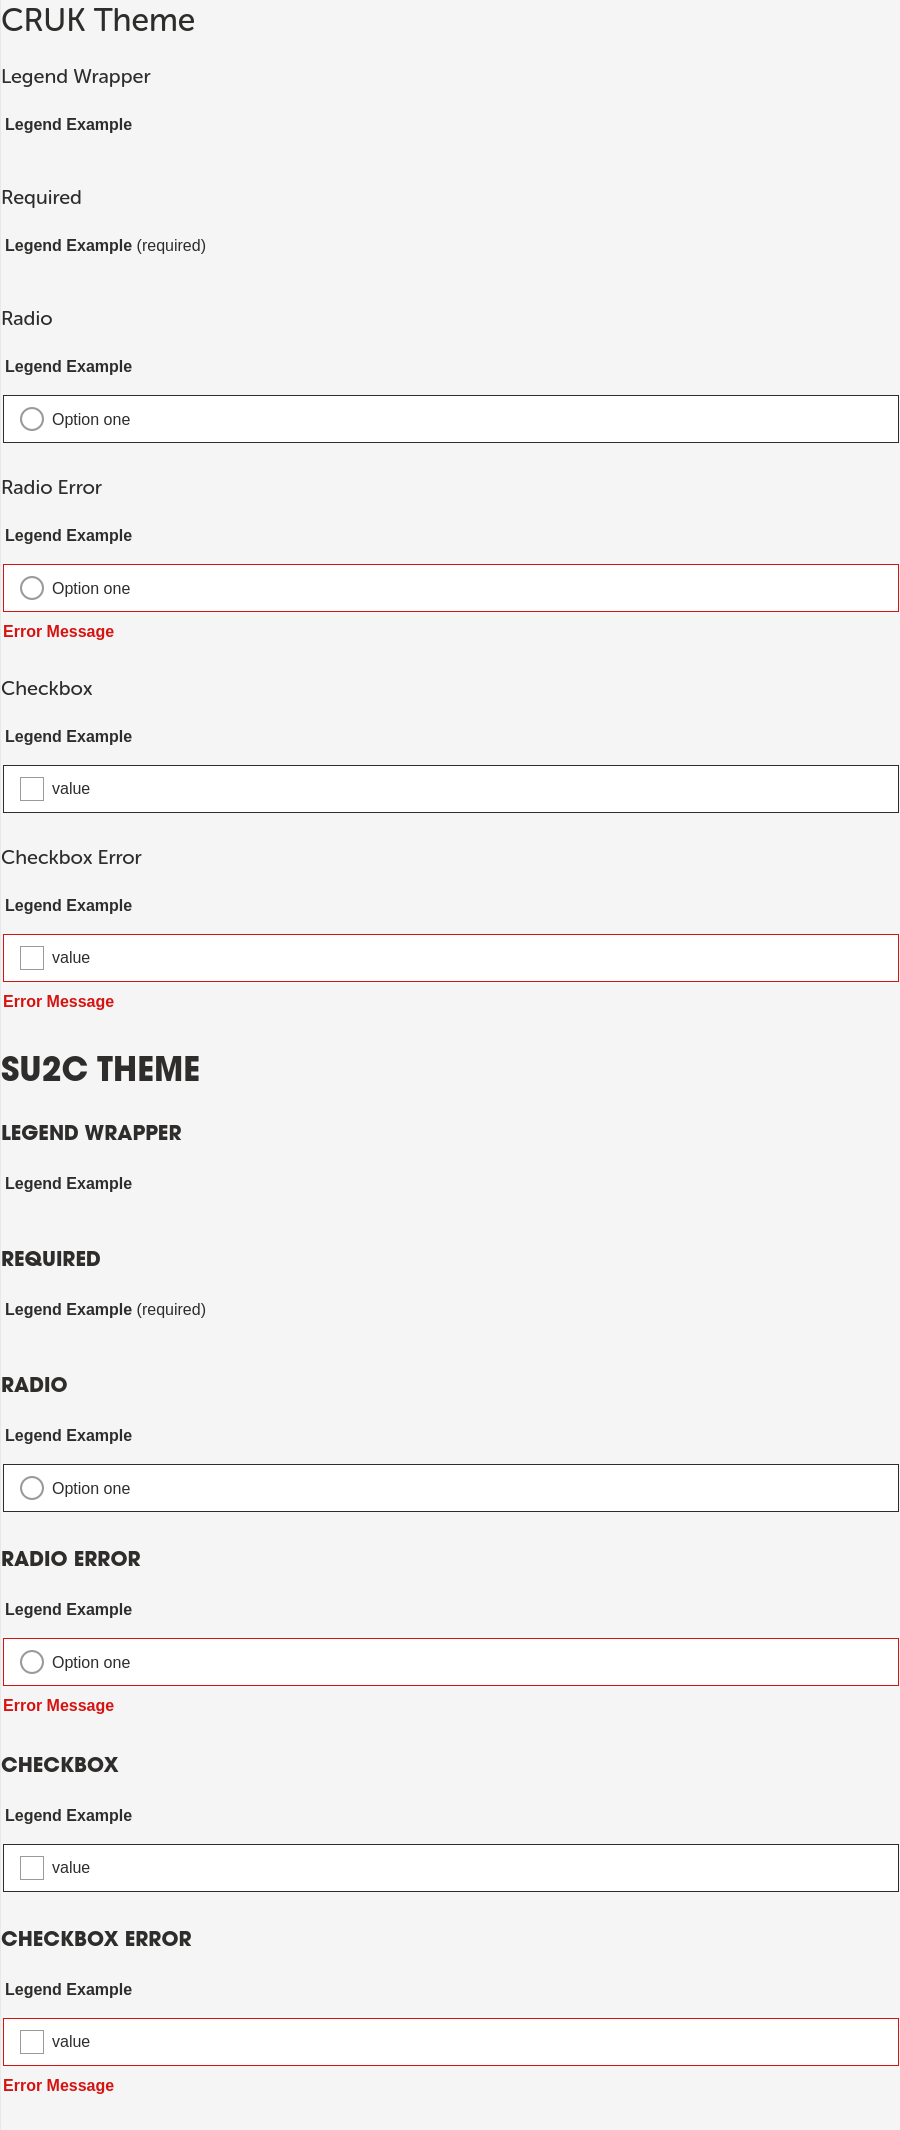 CRUK Theme
Legend Wrapper
Legend Example
Required
Legend Example (required)
Radio
Legend Example
Option one
Radio Error
Legend Example
Option one
Error Message
Checkbox
Legend Example
value
Checkbox Error
Legend Example
value
Error Message
SU2C THEME
LEGEND WRAPPER
Legend Example
REQUIRED
Legend Example (required)
RADIO
Legend Example
Option one
RADIO ERROR
Legend Example
Option one
Error Message
CHECKBOX
Legend Example
value
CHECKBOX ERROR
Legend Example
value
Error Message